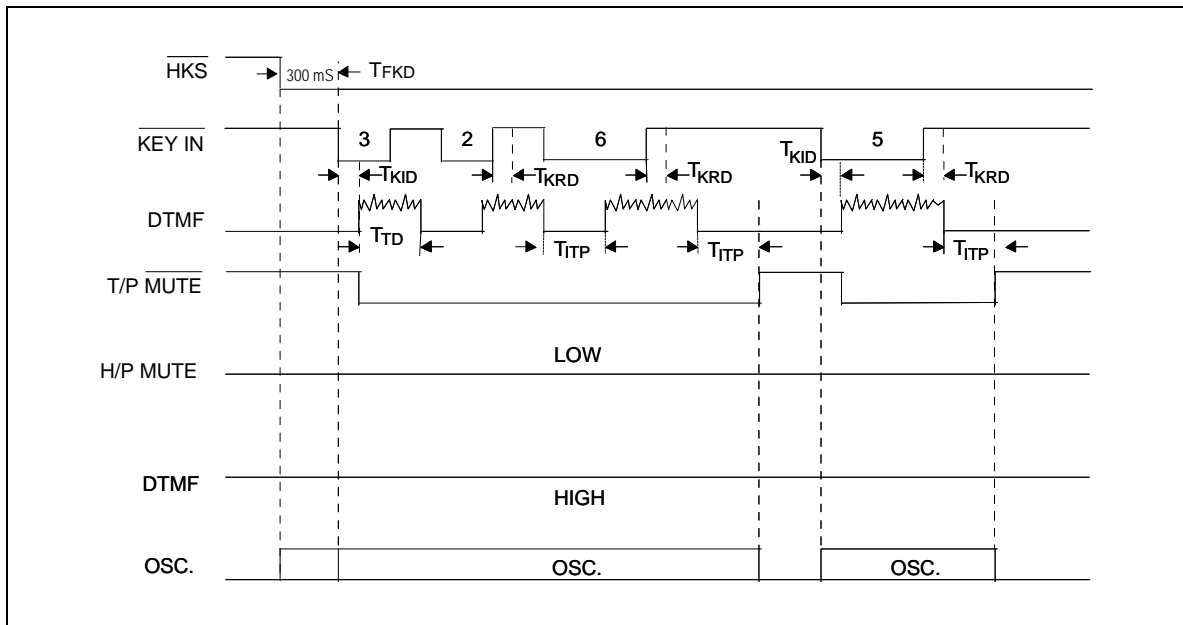 HKS 300 mS TFKD
KEY IN 3 2 6 5
TKID TKRD TKRD TKID TKRD
DTMF
TTD TITP TITP TITP
T/P MUTE
LOW
H/P MUTE
DTMF
HIGH
OSC. OSC. OSC.